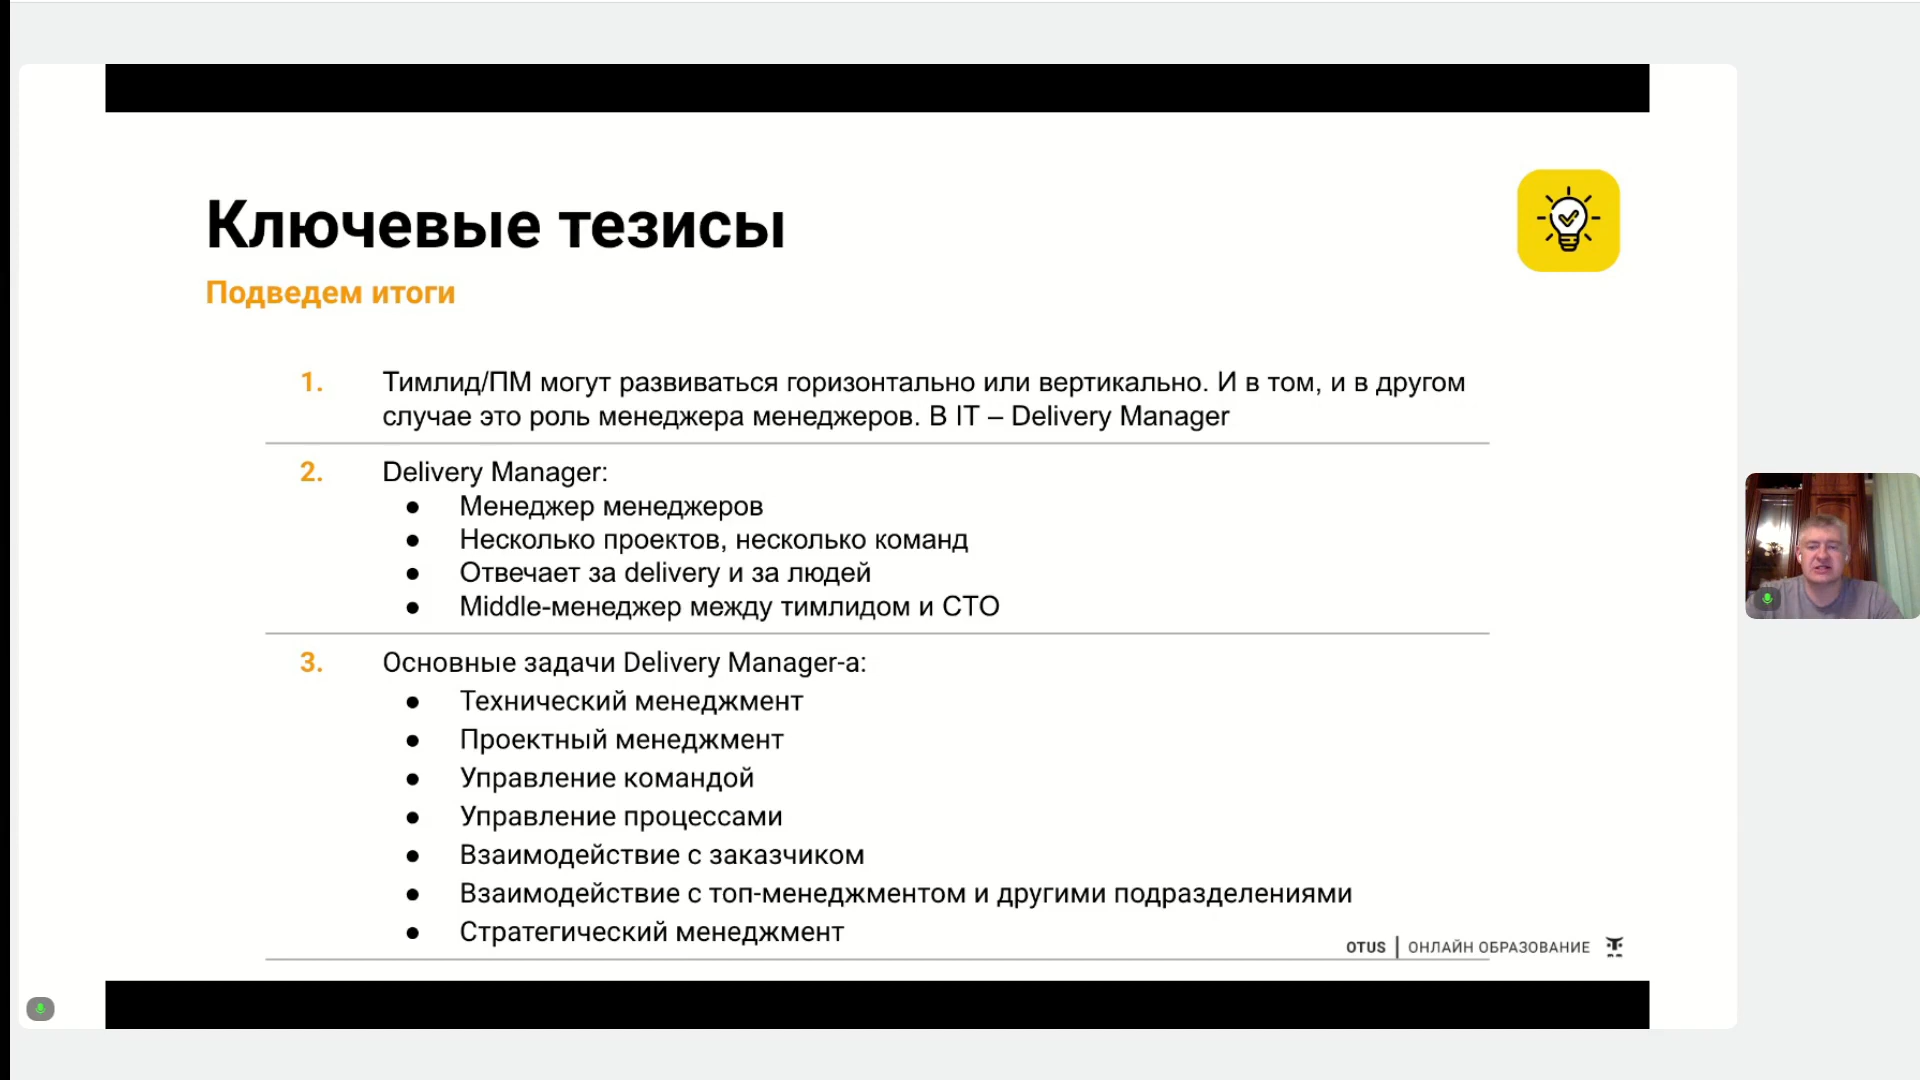 Ключевые тезисы
Подведем итоги
1. Тимлид/ПМ могут развиваться горизонтально или вертикально. И в том, и в другом
случае это роль менеджера менеджеров. В IT – Delivery Manager
2. Delivery Manager:
● Менеджер менеджеров
● Несколько проектов, несколько команд
● Отвечает за delivery и за людей
● Middle-менеджер между тимлидом и CTO
3. Основные задачи Delivery Manager-а:
● Технический менеджмент
● Проектный менеджмент
● Управление командой
● Управление процессами
● Взаимодействие с заказчиком
● Взаимодействие с топ-менеджментом и другими подразделениями
● Стратегический менеджмент
OTUS | ОНЛАЙН ОБРАЗОВАНИЕ